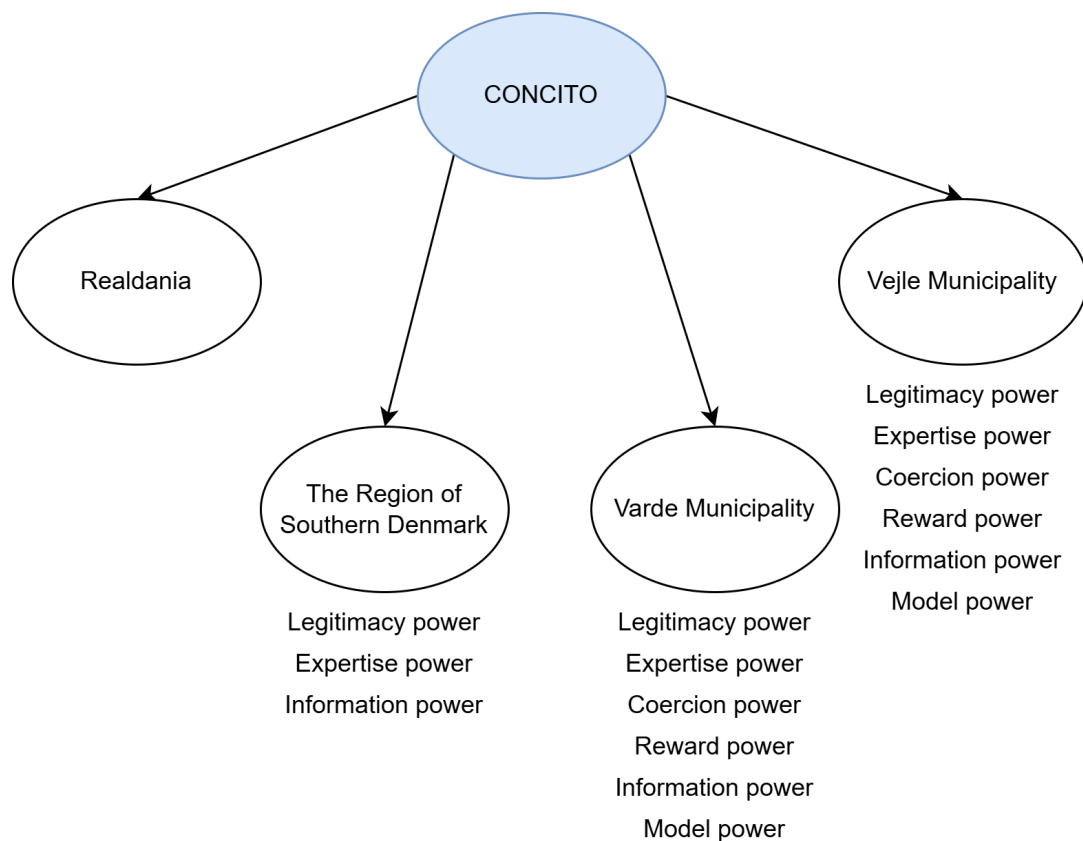 CONCITO
Realdania
Vejle Municipality
Legitimacy power
Expertise power
Coercion power
Reward power
Information power
Model power
The Region of
Southern Denmark
Legitimacy power
Expertise power
Information power
Varde Municipality
Legitimacy power
Expertise power
Coercion power
Reward power
Information power
Model power